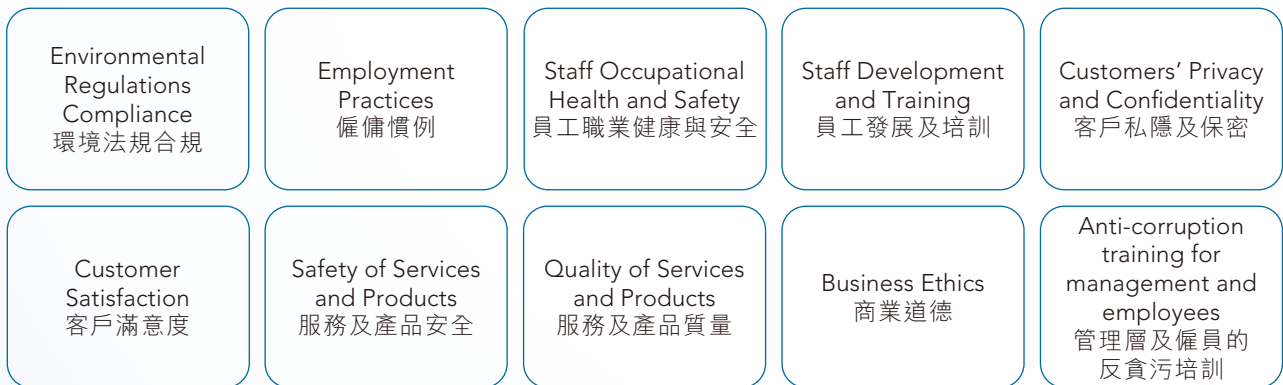 Environmental
Regulations
Compliance
環境法規合規
Employment
Practices
僱傭慣例
Staff Occupational
Health and Safety
員工職業健康與安全
Staff Development
and Training
員工發展及培訓
Customers’ Privacy
and Confidentiality
客戶私隱及保密
Customer
Satisfaction
客戶滿意度
Safety of Services
and Products
服務及產品安全
Quality of Services
and Products
服務及產品質量
Business Ethics
商業道德
Anti-corruption
training for
management and
employees
管理層及僱員的
反貪污培訓